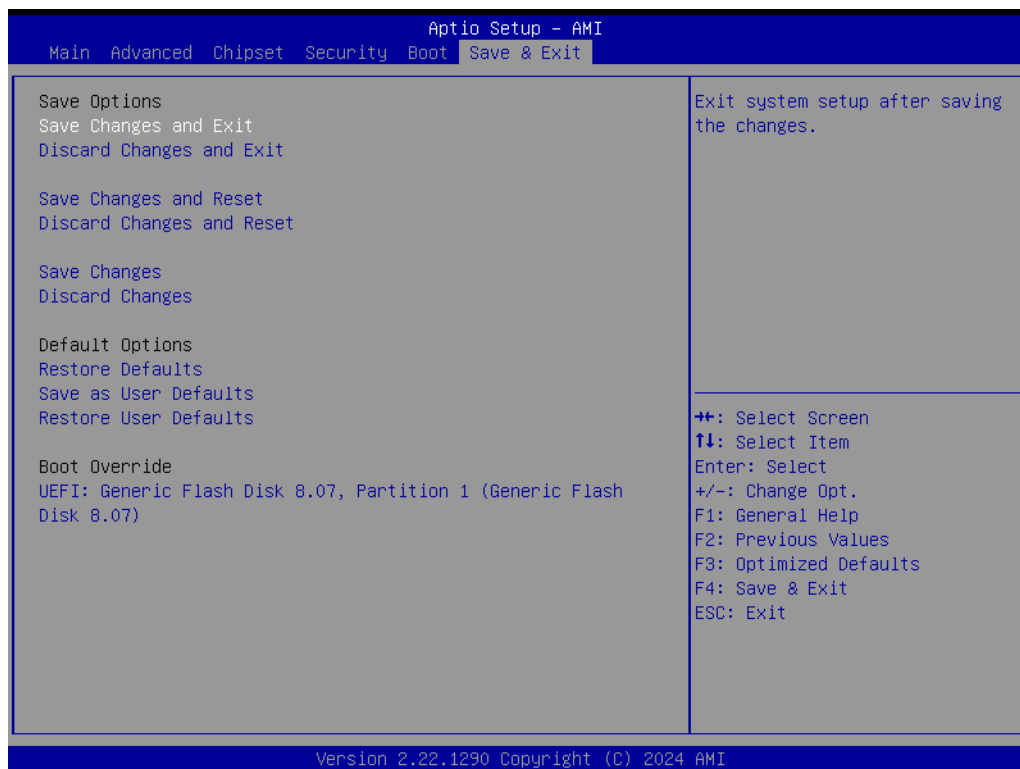 Aptio Setup – AMI
Main Advanced Chipset Security Boot Save & Exit
Save Options
Save Changes and Exit
Discard Changes and Exit
Save Changes and Reset
Discard Changes and Reset
Save Changes
Discard Changes
Default Options
Restore Defaults
Save as User Defaults
Restore User Defaults
Boot Override
UEFI: Generic Flash Disk 8.07, Partition 1 (Generic Flash
Disk 8.07)
Exit system setup after saving
the changes.
→←: Select Screen
↑↓: Select Item
Enter: Select
+/-: Change Opt.
F1: General Help
F2: Previous Values
F3: Optimized Defaults
F4: Save & Exit
ESC: Exit
Version 2.22.1290 Copyright (C) 2024 AMI